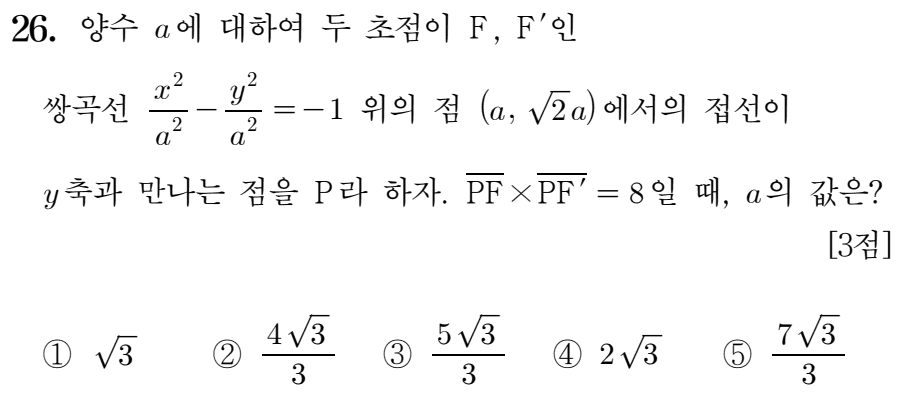 26. 양수 a에 대하여 두 초점이 F, F′인
쌍곡선 x²/a² − y²/a² = −1 위의 점 (a, √2a)에서의 접선이
y축과 만나는 점을 P라 하자. P̅F̅ × P̅F̅′̅ = 8일 때, a의 값은?
[3점]
① √3 ② 4√3/3 ③ 5√3/3 ④ 2√3 ⑤ 7√3/3